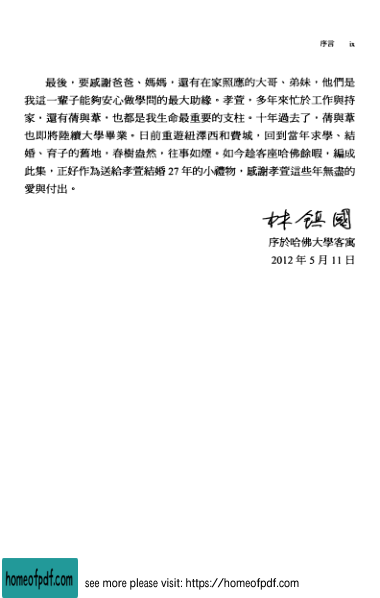 序言 ix
最後，要感謝爸爸、媽媽，還有在家照應的大哥、弟妹，他們是
我這一輩子能夠安心做學問的最大助緣。孝萱，多年來忙於工作與持
家，還有蒨與葦，也都是我生命最重要的支柱。十年過去了，蒨與葦
也即將陸續大學畢業。日前重遊紐澤西和費城，回到當年求學、結
婚、育子的舊地，春樹盎然，往事如煙。如今趁客座哈佛餘暇，編成
此集，正好作為送給孝萱結婚 27 年的小禮物，感謝孝萱這些年無盡的
愛與付出。
林鎮國
序於哈佛大學客寓
2012 年 5 月 11 日
homeofpdf.com see more please visit: https://homeofpdf.com